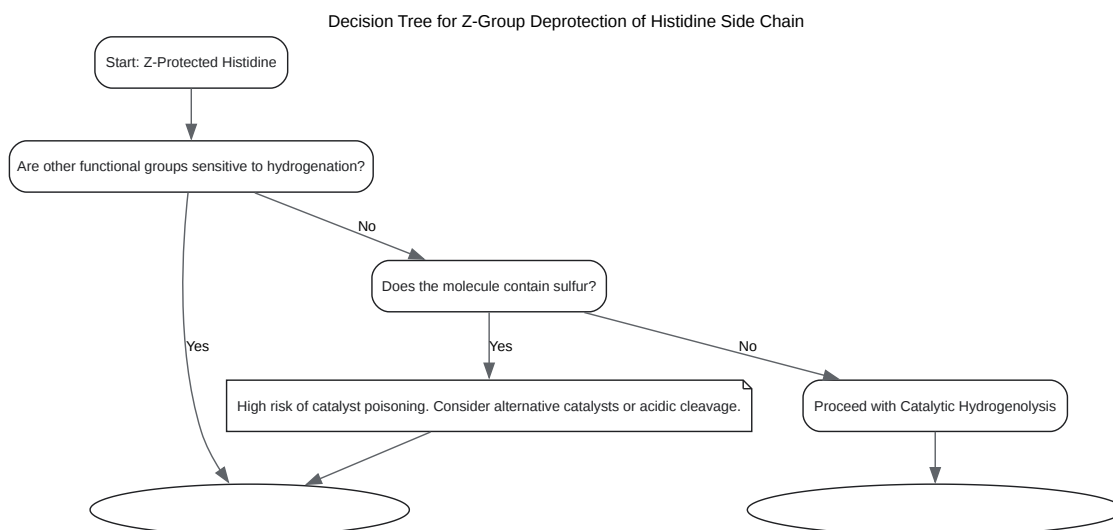 Decision Tree for Z-Group Deprotection of Histidine Side Chain
Start: Z-Protected Histidine
Are other functional groups sensitive to hydrogenation?
No
Does the molecule contain sulfur?
Yes
Yes
No
High risk of catalyst poisoning. Consider alternative catalysts or acidic cleavage.
Proceed with Catalytic Hydrogenolysis